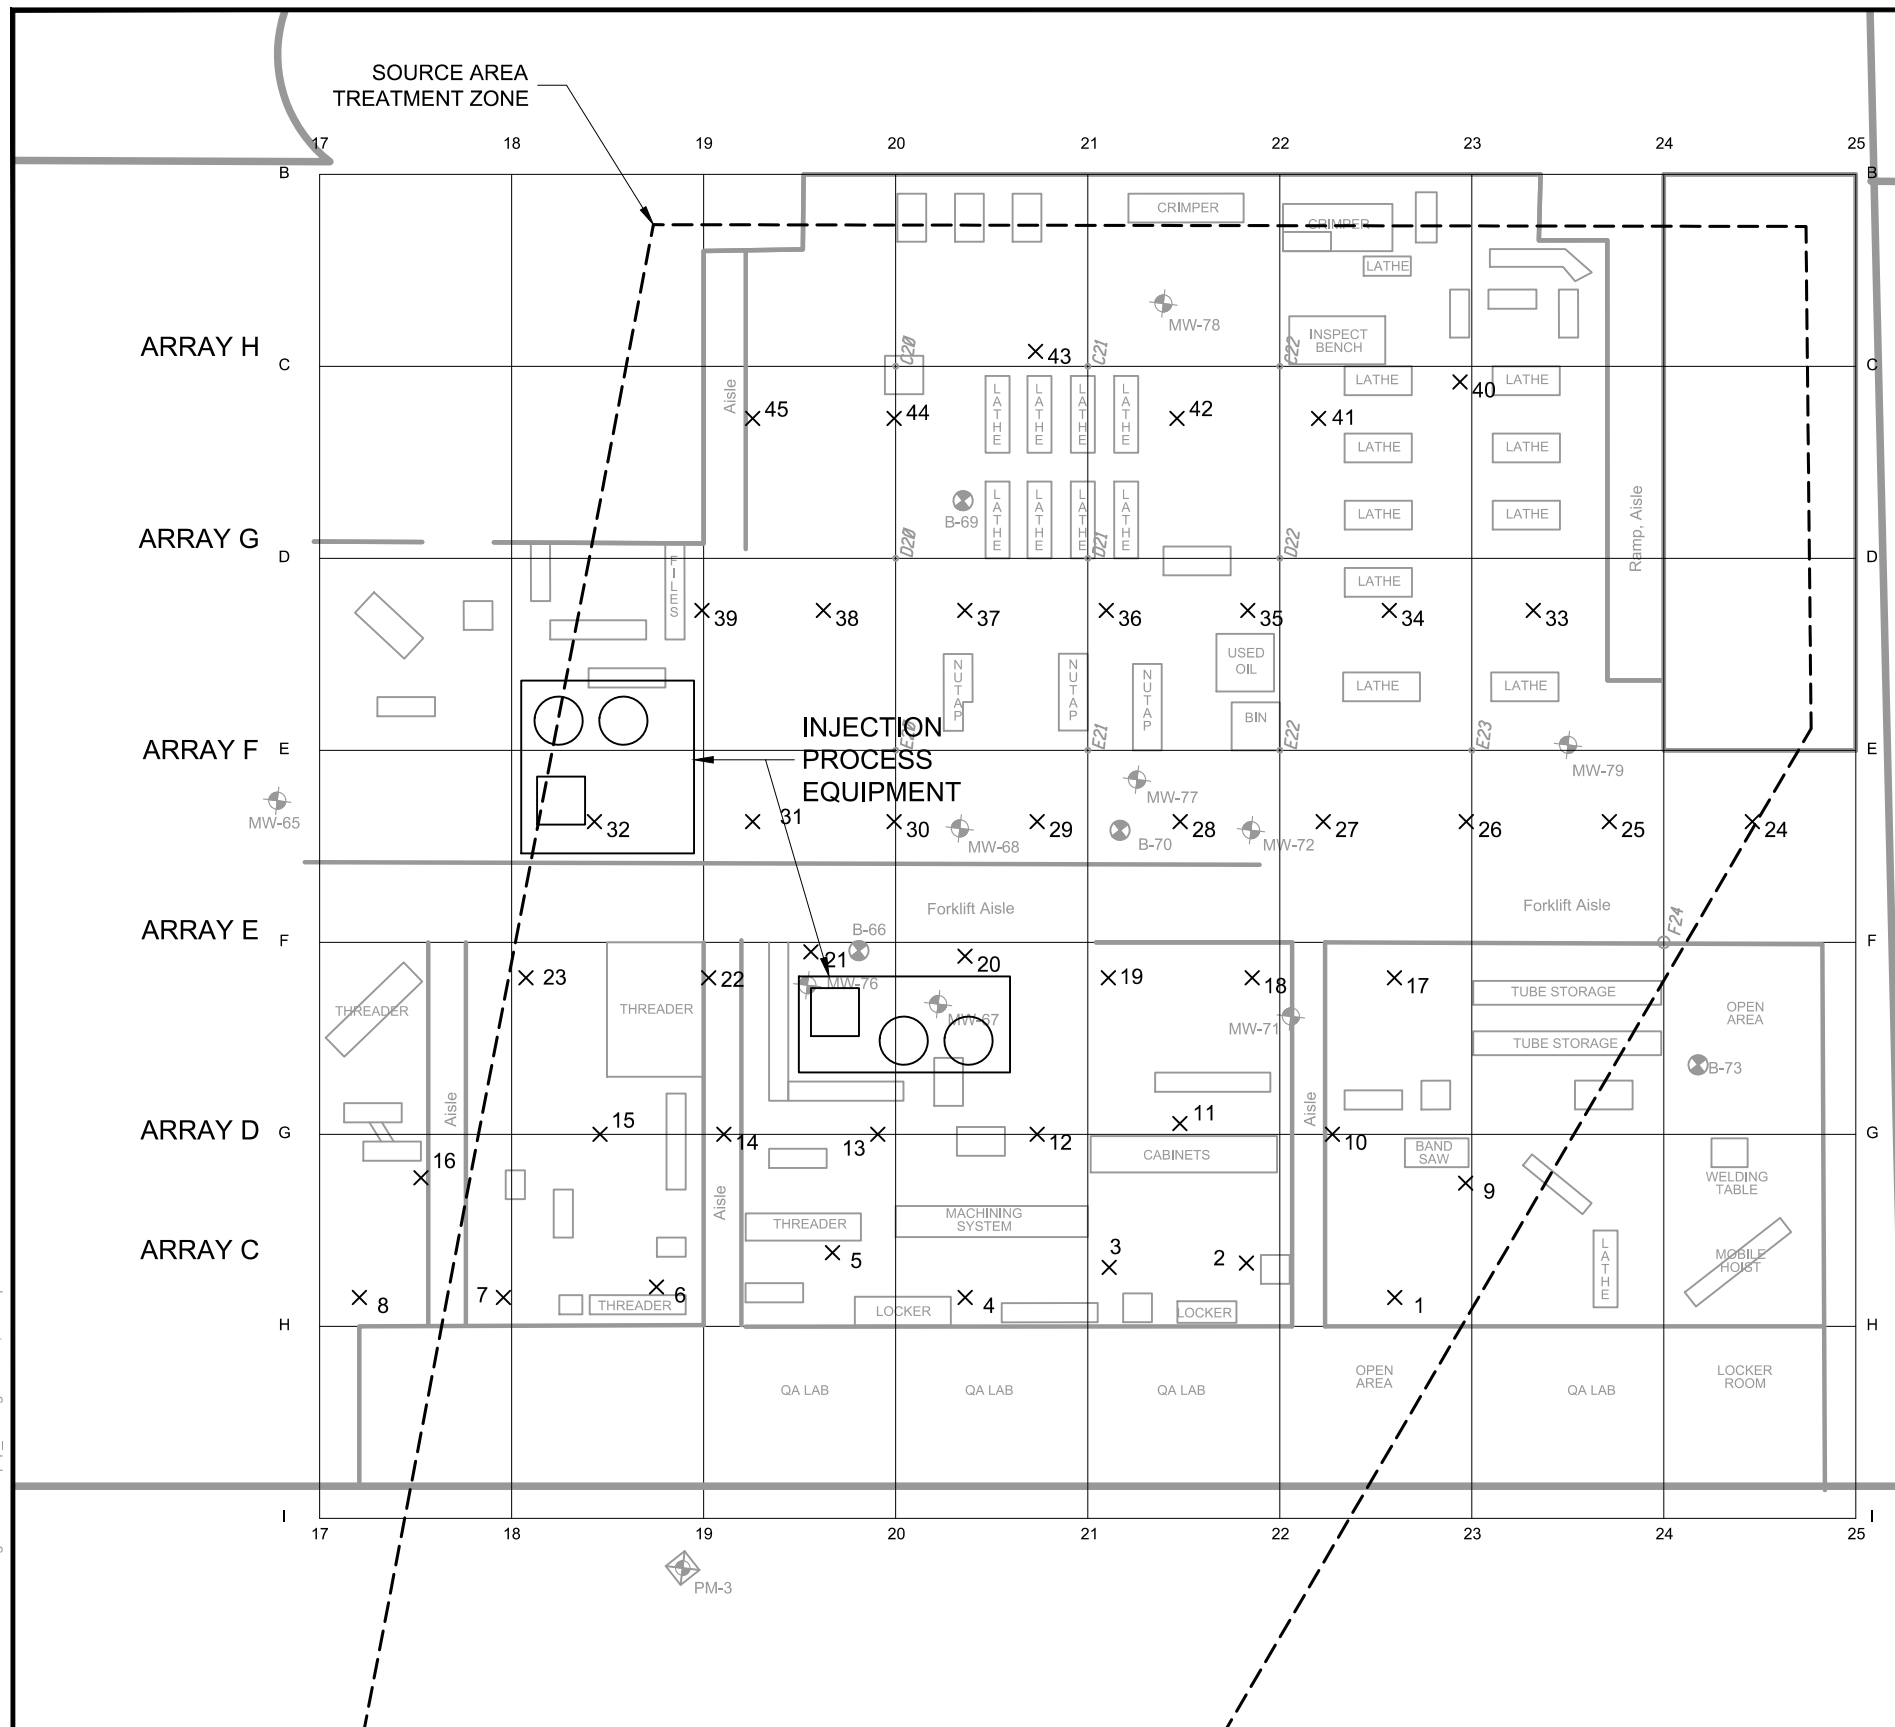 SOURCE AREA
TREATMENT ZONE
17 18 19 20 21 22 23 24 25
B B
CRIMPER
CRIMPER
LATHE
MW-78
INSPECT
BENCH
ARRAY H
C20 C21 C22
43
C C
Aisle
LATHE LATHE
40
45 44 42 41
LATHE LATHE LATHE LATHE
LATHE LATHE
B-69
LATHE LATHE LATHE LATHE
LATHE LATHE
Ramp, Aisle
ARRAY G
D20 D21 D22
D D
FILES
LATHE
39 38 37 36 35 34 33
USED
OIL
NUTAP NUTAP NUTAP
LATHE LATHE
BIN
INJECTION
PROCESS
EQUIPMENT
E20 E21 E22 E23
ARRAY F
E E
MW-79
MW-77
MW-65
32 31 30 29 28 27 26 25 24
MW-68 B-70 MW-72
Forklift Aisle Forklift Aisle
F24
ARRAY E
B-66
F F
21 20
23 22 19 18 17
MW-76
THREADER THREADER
MW-67
MW-71
TUBE STORAGE
OPEN
AREA
TUBE STORAGE
B-73
Aisle Aisle
ARRAY D
G G
15 14 13 12 11 10
16
CABINETS
BAND
SAW
9
WELDING
TABLE
Aisle
THREADER
MACHINING
SYSTEM
ARRAY C
5 3 2
LATHE
MOBILE
HOIST
8 7 6 4 1
THREADER LOCKER LOCKER
H H
QA LAB QA LAB QA LAB
OPEN
AREA
QA LAB
LOCKER
ROOM
I I
17 18 19 20 21 22 23 24 25
PM-3